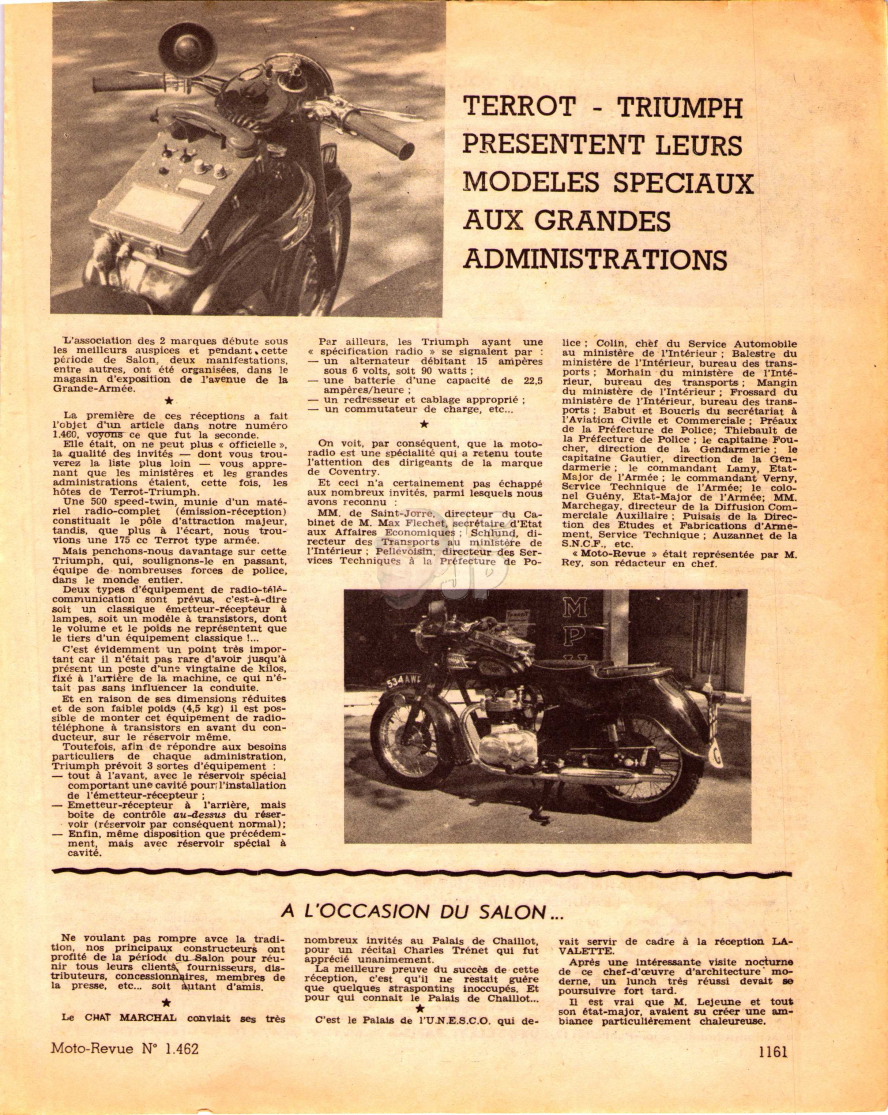 TERROT - TRIUMPH
PRESENTENT LEURS
MODELES SPECIAUX
AUX GRANDES
ADMINISTRATIONS
L'association des 2 marques débute sous
les meilleurs auspices et pendant cette
période de Salon, deux manifestations,
entre autres, ont été organisées, dans le
magasin d'exposition de l'avenue de la
Grande-Armée.
★
La première de ces réceptions a fait
l'objet d'un article dans notre numéro
1.460, voyons ce que fut la seconde.
Elle était, on ne peut plus « officielle »,
la qualité des invités — dont vous trou-
verez la liste plus loin — vous appre-
nant que les ministères et les grandes
administrations étaient, cette fois, les
hôtes de Terrot-Triumph.
Une 500 speed-twin, munie d'un maté-
riel radio-complet (émission-réception)
constituait le pôle d'attraction majeur,
tandis, que plus à l'écart, nous trou-
vions une 175 cc Terrot type armée.
Mais penchons-nous davantage sur cette
Triumph, qui, soulignons-le en passant,
équipe de nombreuses forces de police,
dans le monde entier.
Deux types d'équipement de radio-télé-
communication sont prévus, c'est-à-dire
soit un classique émetteur-récepteur à
lampes, soit un modèle à transistors, dont
le volume et le poids ne représentent que
le tiers d'un équipement classique !...
C'est évidemment un point très impor-
tant car il n'était pas rare d'avoir jusqu'à
présent un poste d'une vingtaine de kilos,
fixé à l'arrière de la machine, ce qui n'é-
tait pas sans influencer la conduite.
Et en raison de ses dimensions réduites
et de son faible poids (4,5 kg) il est pos-
sible de monter cet équipement de radio-
téléphone à transistors en avant du con-
ducteur, sur le réservoir même.
Toutefois, afin de répondre aux besoins
particuliers de chaque administration,
Triumph prévoit 3 sortes d'équipement :
— tout à l'avant, avec le réservoir spécial
comportant une cavité pour l'installation
de l'émetteur-récepteur ;
— Emetteur-récepteur à l'arrière, mais
boîte de contrôle au-dessus du réser-
voir (réservoir par conséquent normal);
— Enfin, même disposition que précédem-
ment, mais avec réservoir spécial à
cavité.
Par ailleurs, les Triumph ayant une
« spécification radio » se signalent par :
— un alternateur débitant 15 ampères
sous 6 volts, soit 90 watts ;
— une batterie d'une capacité de 22,5
ampères/heure ;
— un redresseur et cablage approprié ;
— un commutateur de charge, etc...
★
On voit, par conséquent, que la moto-
radio est une spécialité qui a retenu toute
l'attention des dirigeants de la marque
de Coventry.
Et ceci n'a certainement pas échappé
aux nombreux invités, parmi lesquels nous
avons reconnu :
MM. de Saint-Jorre, directeur du Ca-
binet de M. Max Flechet, secrétaire d'Etat
aux Affaires Economiques ; Schlund, di-
recteur des Transports au ministère de
l'Intérieur ; Pellevoisin, directeur des Ser-
vices Techniques à la Préfecture de Po-
lice ; Colin, chèf du Service Automobile
au ministère de l'Intérieur ; Balestre du
ministère de l'Intérieur, bureau des trans-
ports ; Morhain du ministère de l'Inté-
rieur, bureau des transports ; Mangin
du ministère de l'Intérieur ; Frossard du
ministère de l'Intérieur, bureau des trans-
ports ; Babut et Boucris du secrétariat à
l'Aviation Civile et Commerciale ; Préaux
de la Préfecture de Police; Thiebault de
la Préfecture de Police ; le capitaine Fou-
cher, direction de la Gendarmerie ; le
capitaine Gautier, direction de la Gen-
darmerie ; le commandant Lamy, Etat-
Major de l'Armée ; le commandant Verny,
Service Technique de l'Armée; le colo-
nel Guény, Etat-Major de l'Armée; MM.
Marchegay, directeur de la Diffusion Com-
merciale Auxiliaire ; Puisais de la Direc-
tion des Etudes et Fabrications d'Arme-
ment, Service Technique ; Auzannet de la
S.N.C.F., etc.
« Moto-Revue » était représentée par M.
Rey, son rédacteur en chef.
M
P
534 AWE
G
A L'OCCASION DU SALON...
Ne voulant pas rompre avce la tradi-
tion, nos principaux constructeurs ont
profité de la période du Salon pour réu-
nir tous leurs clients, fournisseurs, dis-
tributeurs, concessionnaires, membres de
la presse, etc... soit autant d'amis.
★
Le CHAT MARCHAL conviait ses très
nombreux invités au Palais de Chaillot,
pour un récital Charles Trénet qui fut
apprécié unanimement.
La meilleure preuve du succès de cette
réception, c'est qu'il ne restait guére
que quelques strapontins inoccupés. Et
pour qui connait le Palais de Chaillot...
★
C'est le Palais de l'U.N.E.S.C.O. qui de-
vait servir de cadre à la réception LA-
VALETTE.
Après une intéressante visite nocturne
de ce chef-d'œuvre d'architecture mo-
derne, un lunch très réussi devait se
poursuivre fort tard.
Il est vrai que M. Lejeune et tout
son état-major, avaient su créer une am-
biance particulièrement chaleureuse.
Moto-Revue N° 1.462
1161